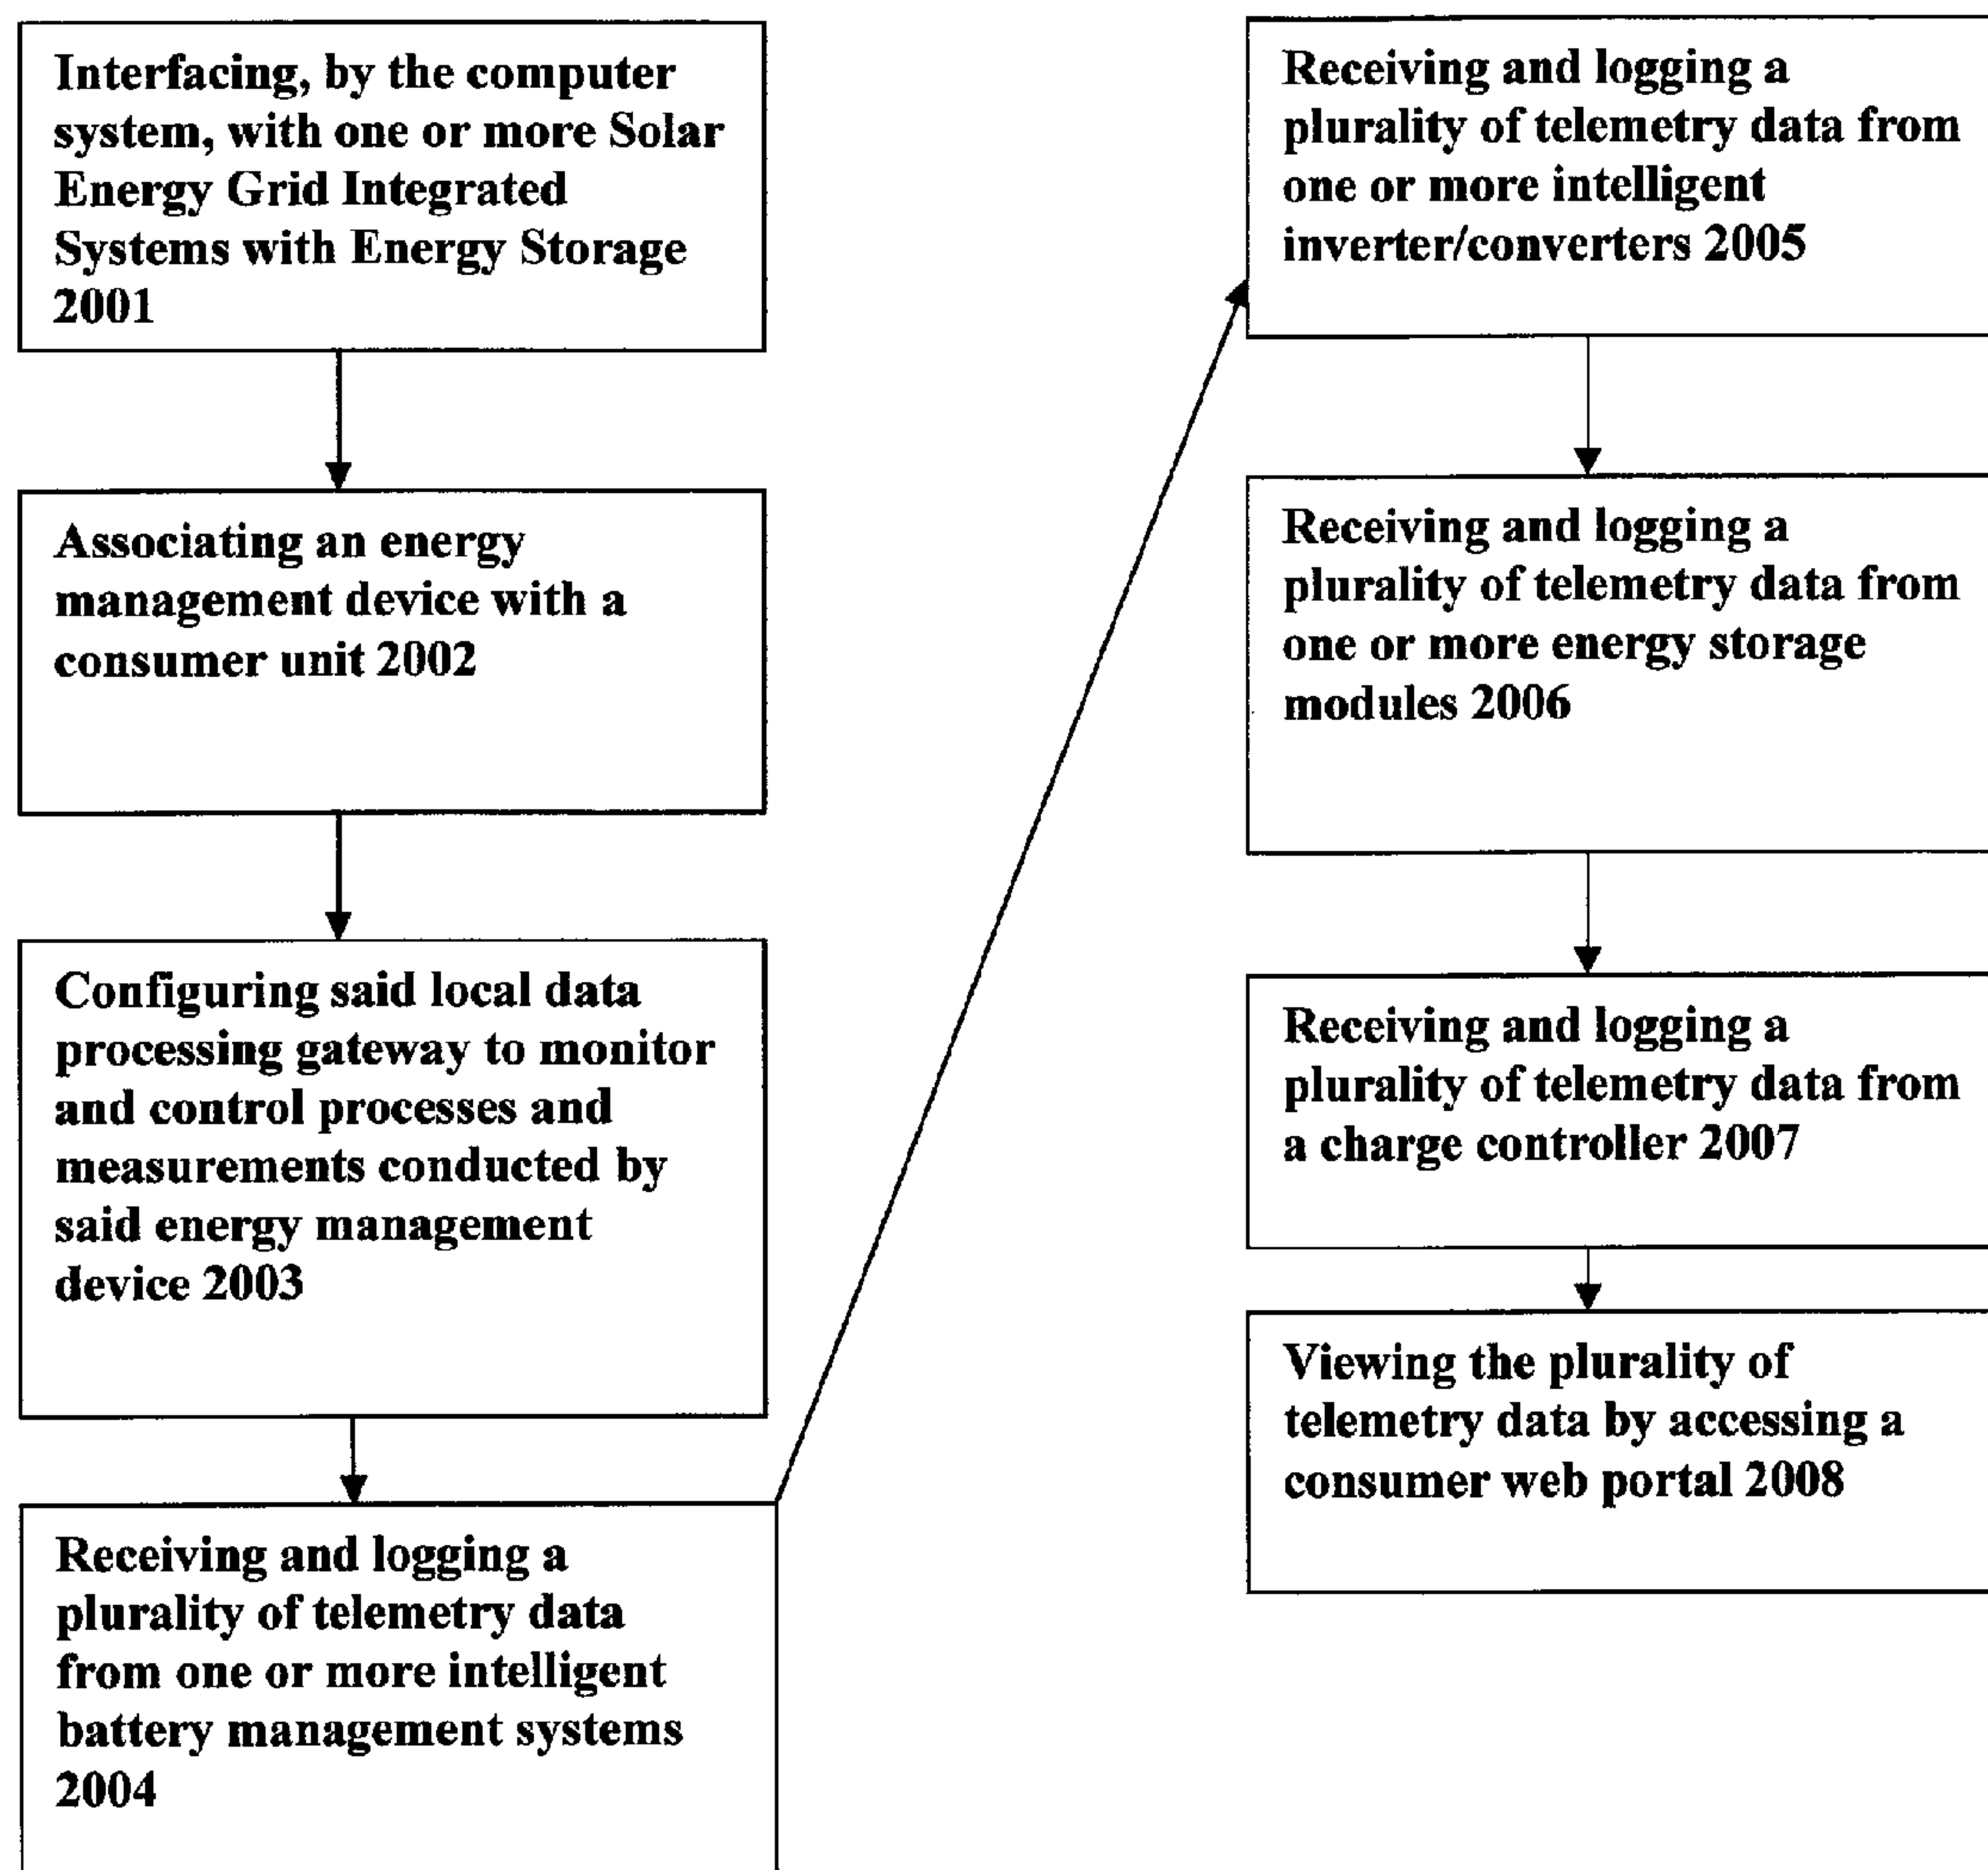 Interfacing, by the computer
system, with one or more Solar
Energy Grid Integrated
Systems with Energy Storage
2001
Associating an energy
management device with a
consumer unit 2002
Configuring said local data
processing gateway to monitor
and control processes and
measurements conducted by
said energy management
device 2003
Receiving and logging a
plurality of telemetry data
from one or more intelligent
battery management systems
2004
Receiving and logging a
plurality of telemetry data from
one or more intelligent
inverter/converters 2005
Receiving and logging a
plurality of telemetry data from
one or more energy storage
modules 2006
Receiving and logging a
plurality of telemetry data from
a charge controller 2007
Viewing the plurality of
telemetry data by accessing a
consumer web portal 2008